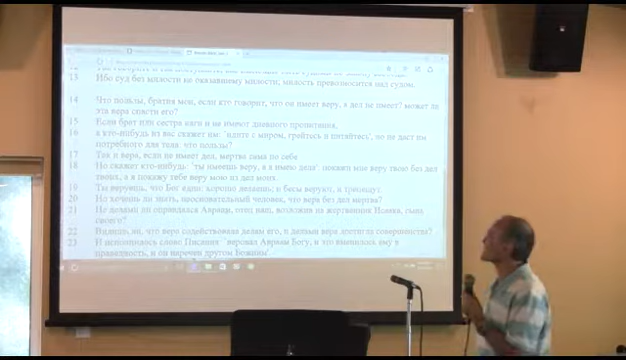 13 Ибо суд без милости не оказавшему милости; милость превозносится над судом.
14 Что пользы, братия мои, если кто говорит, что он имеет веру, а дел не имеет? может ли
эта вера спасти его?
15 Если брат или сестра наги и не имеют дневного пропитания,
16 а кто-нибудь из вас скажет им: 'идите с миром, грейтесь и питайтесь', но не даст им
потребного для тела: что пользы?
17 Так и вера, если не имеет дел, мертва сама по себе.
18 Но скажет кто-нибудь: 'ты имеешь веру, а я имею дела': покажи мне веру твою без дел
твоих, а я покажу тебе веру мою из дел моих.
19 Ты веруешь, что Бог един: хорошо делаешь; и бесы веруют, и трепещут.
20 Но хочешь ли знать, неосновательный человек, что вера без дел мертва?
21 Не делами ли оправдался Авраам, отец наш, возложив на жертвенник Исаака, сына
своего?
22 Видишь ли, что вера содействовала делам его, и делами вера достигла совершенства?
23 И исполнилось слово Писания: 'веровал Авраам Богу, и это вменилось ему в
праведность, и он наречен другом Божиим'.